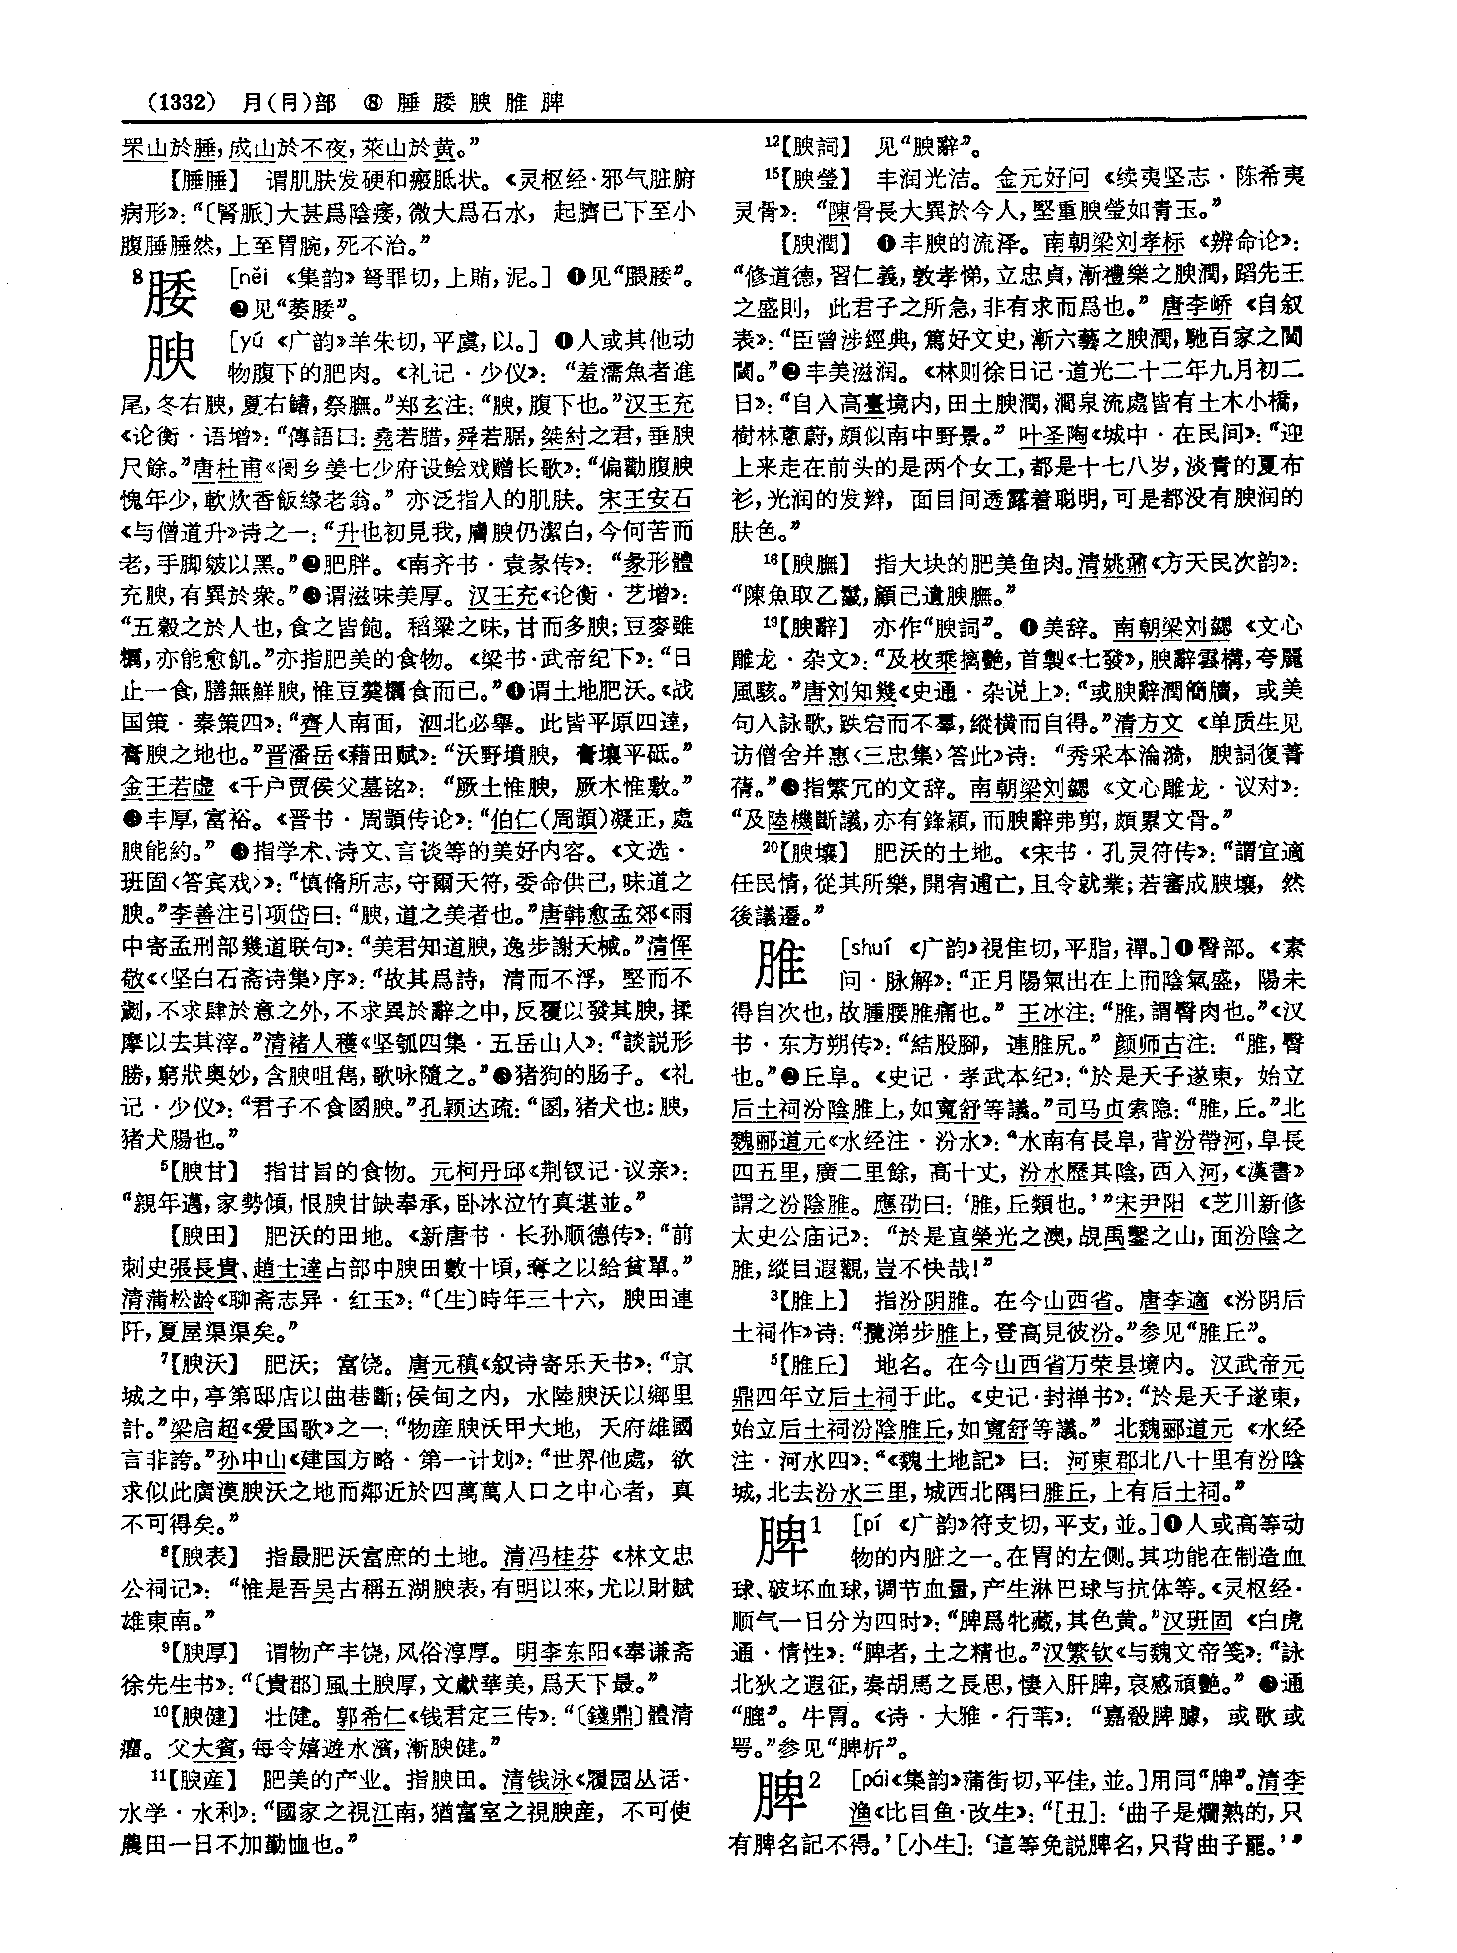 (1332) 月(月)部 ⑧ 腄 腇 腴 脽 脾
罘山於腄,成山於不夜,萊山於黄。”
【腄腄】 谓肌肤发硬和瘢胝状。《灵枢经·邪气脏腑
病形》:“〔腎脈〕大甚爲陰痿,微大爲石水,起臍已下至小
腹腄腄然,上至胃脘,死不治。”
8腇 [něi 《集韵》弩罪切,上賄,泥。] ❶见“腲腇”。
❷见“萎腇”。
腴 [yú 《广韵》羊朱切,平虞,以。] ❶人或其他动
物腹下的肥肉。《礼记·少仪》:“羞濡魚者進
尾,冬右腴,夏右鰭,祭膴。”郑玄注:“腴,腹下也。”汉王充
《论衡·语增》:“傳語曰:堯若腊,舜若腒,桀紂之君,垂腴
尺餘。”唐杜甫《阌乡姜七少府设鲙戏赠长歌》:“偏勸腹腴
愧年少,軟炊香飯緣老翁。” 亦泛指人的肌肤。宋王安石
《与僧道升》诗之一:“升也初見我,膚腴仍潔白,今何苦而
老,手脚皴以黑。”❷肥胖。《南齐书·袁彖传》:“彖形體
充腴,有異於衆。”❸谓滋味美厚。汉王充《论衡·艺增》:
“五穀之於人也,食之皆飽。稻粱之味,甘而多腴;豆麥雖
糲,亦能愈飢。”亦指肥美的食物。《梁书·武帝纪下》:“日
止一食,膳無鮮腴,惟豆羹糲食而已。”❹谓土地肥沃。《战
国策·秦策四》:“齊人南面,泗北必舉。此皆平原四達,
膏腴之地也。”晋潘岳《藉田赋》:“沃野墳腴,膏壤平砥。”
金王若虚《千户贾侯父墓铭》:“厥土惟腴,厥木惟敷。”
❺丰厚,富裕。《晋书·周顗传论》:“伯仁(周顗)凝正,處
腴能約。” ❻指学术、诗文、言谈等的美好内容。《文选·
班固〈答宾戏〉》:“慎脩所志,守爾天符,委命供己,味道之
腴。”李善注引项岱曰:“腴,道之美者也。”唐韩愈孟郊《雨
中寄孟刑部幾道联句》:“美君知道腴,逸步謝天械。”清恽
敬《〈坚白石斋诗集〉序》:“故其爲詩,清而不浮,堅而不
劌,不求肆於意之外,不求異於辭之中,反覆以發其腴,揉
摩以去其滓。”清褚人穫《坚瓠四集·五岳山人》:“談説形
勝,窮狀奥妙,含腴咀雋,歌咏隨之。”❼猪狗的肠子。《礼
记·少仪》:“君子不食圂腴。”孔颖达疏:“圂,猪犬也;腴,
猪犬腸也。”
5【腴甘】 指甘旨的食物。元柯丹邱《荆钗记·议亲》:
“親年邁,家勢傾,恨腴甘缺奉承,卧冰泣竹真堪並。”
【腴田】 肥沃的田地。《新唐书·长孙顺德传》:“前
刺史張長貴、趙士達占部中腴田數十頃,奪之以給貧單。”
清蒲松龄《聊斋志异·红玉》:“〔生〕時年三十六,腴田連
阡,夏屋渠渠矣。”
7【腴沃】 肥沃;富饶。唐元稹《叙诗寄乐天书》:“京
城之中,亭第邸店以曲巷斷;侯甸之内,水陸腴沃以鄉里
計。”梁启超《爱国歌》之一:“物産腴沃甲大地,天府雄國
言非誇。”孙中山《建国方略·第一计划》:“世界他處,欲
求似此廣漠腴沃之地而鄰近於四萬萬人口之中心者,真
不可得矣。”
8【腴表】 指最肥沃富庶的土地。清冯桂芬《林文忠
公祠记》:“惟是吾吴古稱五湖腴表,有明以來,尤以財賦
雄東南。”
9【腴厚】 谓物产丰饶,风俗淳厚。明李东阳《奉谦斋
徐先生书》:“〔貴郡〕風土腴厚,文獻華美,爲天下最。”
10【腴健】 壮健。郭希仁《钱君定三传》:“〔錢鼎〕體清
癯。父大賓,每令嬉遊水濱,漸腴健。”
11【腴産】 肥美的产业。指腴田。清钱泳《履园丛话·
水学·水利》:“國家之視江南,猶富室之視腴産,不可使
農田一日不加勤恤也。”
12【腴詞】 见“腴辭”。
15【腴瑩】 丰润光洁。金元好问《续夷坚志·陈希夷
灵骨》:“陳骨長大異於今人,堅重腴瑩如青玉。”
【腴潤】 ❶丰腴的流泽。南朝梁刘孝标《辨命论》:
“修道德,習仁義,敦孝悌,立忠貞,漸禮樂之腴潤,蹈先王
之盛則,此君子之所急,非有求而爲也。” 唐李峤《自叙
表》:“臣曾涉經典,篤好文史,漸六藝之腴潤,馳百家之閫
閾。”❷丰美滋润。《林则徐日记·道光二十二年九月初二
日》:“自入高臺境内,田土腴潤,澗泉流處皆有土木小橋,
樹林蔥蔚,頗似南中野景。” 叶圣陶《城中·在民间》:“迎
上来走在前头的是两个女工,都是十七八岁,淡青的夏布
衫,光润的发辫,面目间透露着聪明,可是都没有腴润的
肤色。”
18【腴膴】 指大块的肥美鱼肉。清姚鼐《方天民次韵》:
“陳魚取乙鬣,顧己遺腴膴。”
19【腴辭】 亦作“腴詞”。❶美辞。南朝梁刘勰《文心
雕龙·杂文》:“及枚乘摛艷,首製《七發》,腴辭雲構,夸麗
風駭。”唐刘知幾《史通·杂说上》:“或腴辭潤簡牘,或美
句入詠歌,跌宕而不羣,縱横而自得。”清方文《单质生见
访僧舍并惠〈三忠集〉答此》诗:“秀采本淪漪,腴詞復菁
蒨。”❷指繁冗的文辞。南朝梁刘勰《文心雕龙·议对》:
“及陸機斷議,亦有鋒穎,而腴辭弗剪,頗累文骨。”
20【腴壤】 肥沃的土地。《宋书·孔灵符传》:“謂宜適
任民情,從其所樂,開宥逋亡,且令就業;若審成腴壤,然
後議遷。”
脽 [shuí 《广韵》視隹切,平脂,禪。]❶臀部。《素
问·脉解》:“正月陽氣出在上而陰氣盛,陽未
得自次也,故腫腰脽痛也。” 王冰注:“脽,謂臀肉也。”《汉
书·东方朔传》:“結股腳,連脽尻。” 颜师古注:“脽,臀
也。”❷丘阜。《史记·孝武本纪》:“於是天子遂東,始立
后土祠汾陰脽上,如寬舒等議。”司马贞索隐:“脽,丘。”北
魏郦道元《水经注·汾水》:“水南有長阜,背汾帶河,阜長
四五里,廣二里餘,高十丈,汾水歷其陰,西入河,《漢書》
謂之汾陰脽。應劭曰:‘脽,丘類也。’”宋尹阳《芝川新修
太史公庙记》:“於是宜榮光之澳,覘禹鑿之山,面汾陰之
脽,縱目遐觀,豈不快哉!”
3【脽上】 指汾阴脽。在今山西省。唐李適《汾阴后
土祠作》诗:“攬涕步脽上,登高見彼汾。”参见“脽丘”。
5【脽丘】 地名。在今山西省万荣县境内。汉武帝元
鼎四年立后土祠于此。《史记·封禅书》:“於是天子遂東,
始立后土祠汾陰脽丘,如寬舒等議。” 北魏郦道元《水经
注·河水四》:“《魏土地記》曰:河東郡北八十里有汾陰
城,北去汾水三里,城西北隅曰脽丘,上有后土祠。”
脾1 [pí 《广韵》符支切,平支,並。]❶人或高等动
物的内脏之一。在胃的左侧。其功能在制造血
球、破坏血球,调节血量,产生淋巴球与抗体等。《灵枢经·
顺气一日分为四时》:“脾爲牝藏,其色黄。”汉班固《白虎
通·情性》:“脾者,土之精也。”汉繁钦《与魏文帝笺》:“詠
北狄之遐征,奏胡馬之長思,悽入肝脾,哀感頑艷。” ❷通
“膍”。牛胃。《诗·大雅·行苇》:“嘉殽脾臄,或歌或
咢。”参见“脾析”。
脾2 [pái《集韵》蒲街切,平佳,並。]用同“牌”。清李
渔《比目鱼·改生》:“[丑]:‘曲子是爛熟的,只
有脾名記不得。’[小生]:‘這等免説脾名,只背曲子罷。’”